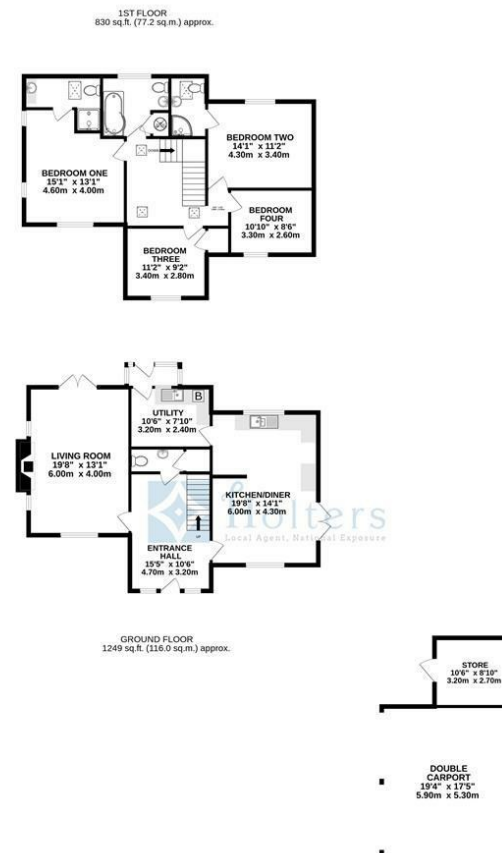 1ST FLOOR
830 sq.ft. (77.2 sq.m.) approx.
BEDROOM ONE
15'1" x 13'1"
4.60m x 4.00m
BEDROOM TWO
14'1" x 11'2"
4.30m x 3.40m
BEDROOM
FOUR
10'10" x 8'6"
3.30m x 2.60m
BEDROOM
THREE
11'2" x 9'2"
3.40m x 2.80m
UTILITY
10'6" x 7'10"
3.20m x 2.40m
B
LIVING ROOM
19'8" x 13'1"
6.00m x 4.00m
KITCHEN/DINER
19'8" x 14'1"
6.00m x 4.30m
holters
Local Agent, National Exposure
UP
ENTRANCE
HALL
15'5" x 10'6"
4.70m x 3.20m
GROUND FLOOR
1249 sq.ft. (116.0 sq.m.) approx.
STORE
10'6" x 8'10"
3.20m x 2.70m
DOUBLE
CARPORT
19'4" x 17'5"
5.90m x 5.30m